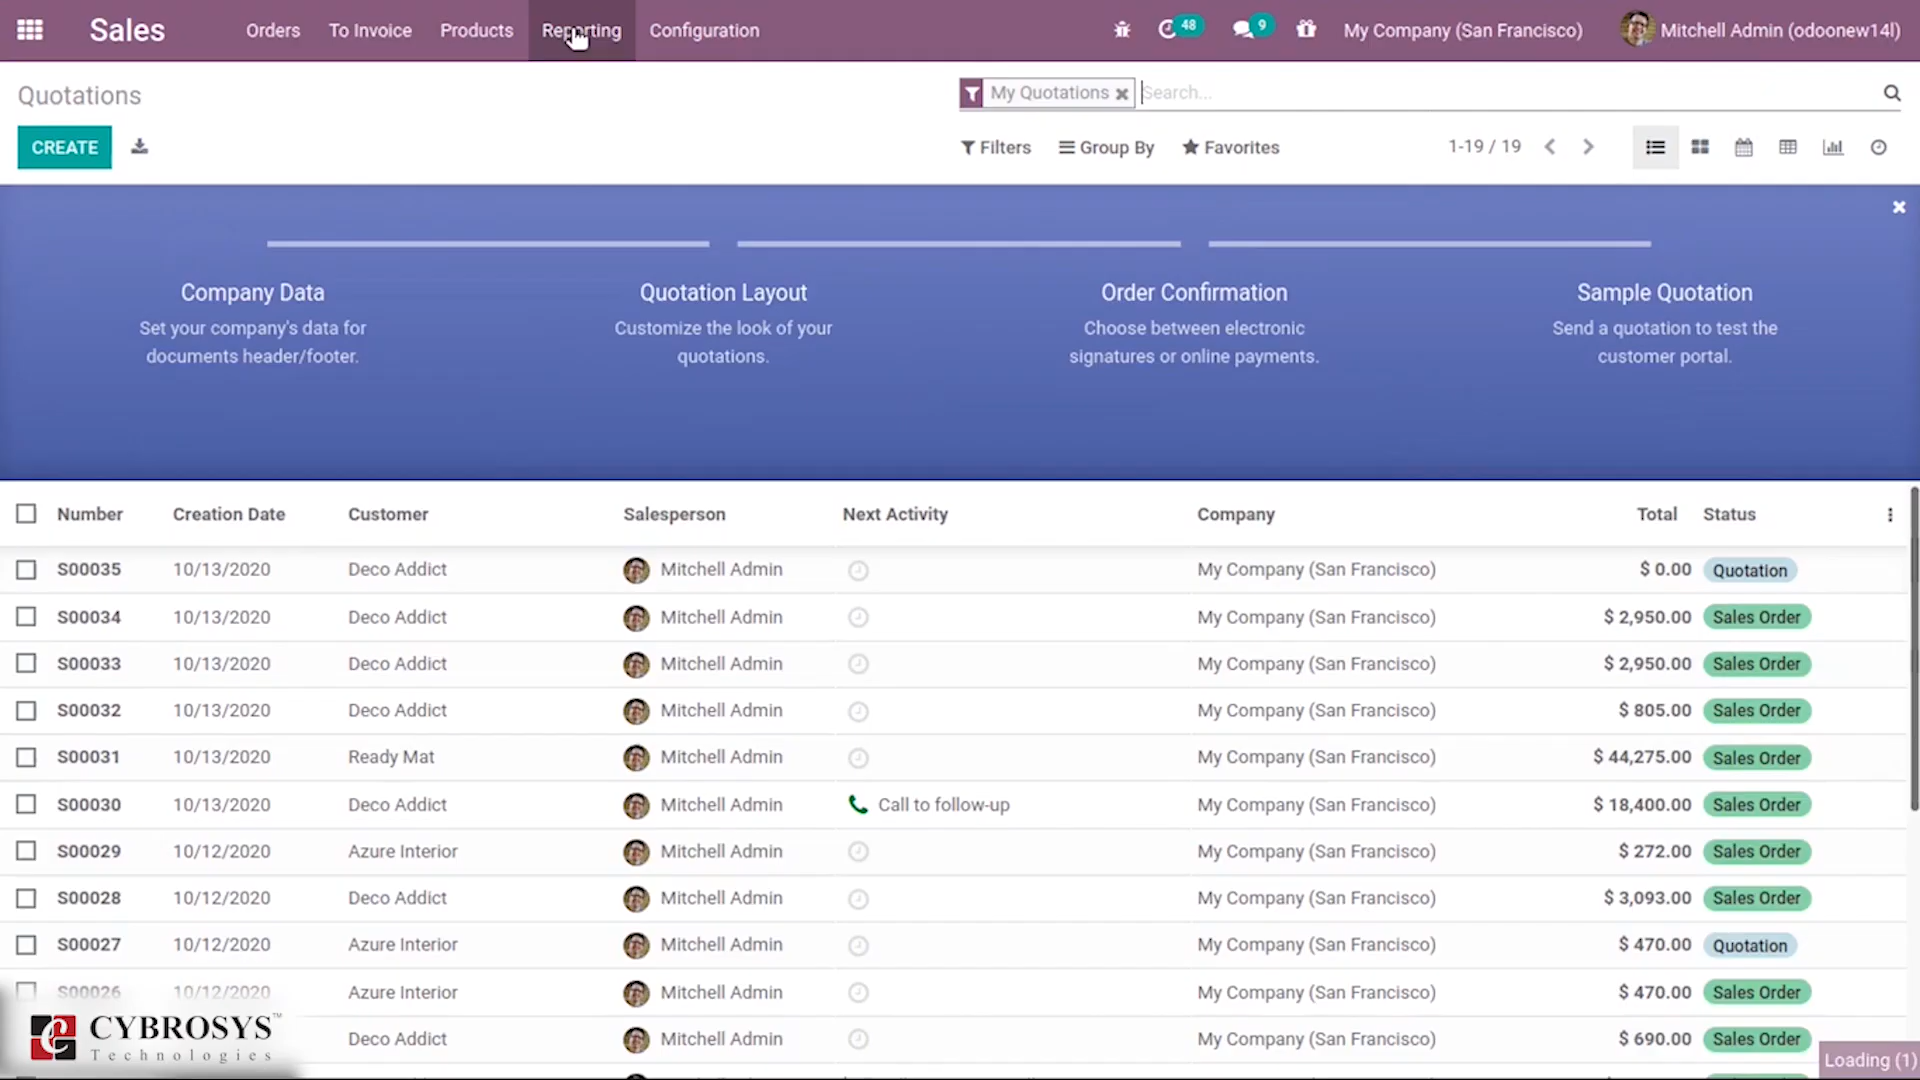 Sales Orders To Invoice Products Reporting Configuration 48 9 My Company (San Francisco) Mitchell Admin (odoonew14l)
Quotations My Quotations Search...
CREATE Filters Group By Favorites 1-19 / 19
Company Data Quotation Layout Order Confirmation Sample Quotation
Set your company's data for Customize the look of your Choose between electronic Send a quotation to test the
documents header/footer. quotations. signatures or online payments. customer portal.
Number Creation Date Customer Salesperson Next Activity Company Total Status
S00035 10/13/2020 Deco Addict Mitchell Admin My Company (San Francisco) $ 0.00 Quotation
S00034 10/13/2020 Deco Addict Mitchell Admin My Company (San Francisco) $ 2,950.00 Sales Order
S00033 10/13/2020 Deco Addict Mitchell Admin My Company (San Francisco) $ 2,950.00 Sales Order
S00032 10/13/2020 Deco Addict Mitchell Admin My Company (San Francisco) $ 805.00 Sales Order
S00031 10/13/2020 Ready Mat Mitchell Admin My Company (San Francisco) $ 44,275.00 Sales Order
S00030 10/13/2020 Deco Addict Mitchell Admin Call to follow-up My Company (San Francisco) $ 18,400.00 Sales Order
S00029 10/12/2020 Azure Interior Mitchell Admin My Company (San Francisco) $ 272.00 Sales Order
S00028 10/12/2020 Deco Addict Mitchell Admin My Company (San Francisco) $ 3,093.00 Sales Order
S00027 10/12/2020 Azure Interior Mitchell Admin My Company (San Francisco) $ 470.00 Quotation
S00026 10/12/2020 Azure Interior Mitchell Admin My Company (San Francisco) $ 470.00 Sales Order
CYBROSYS™
Technologies
Deco Addict Mitchell Admin My Company (San Francisco) $ 690.00 Sales Order
Loading (1)